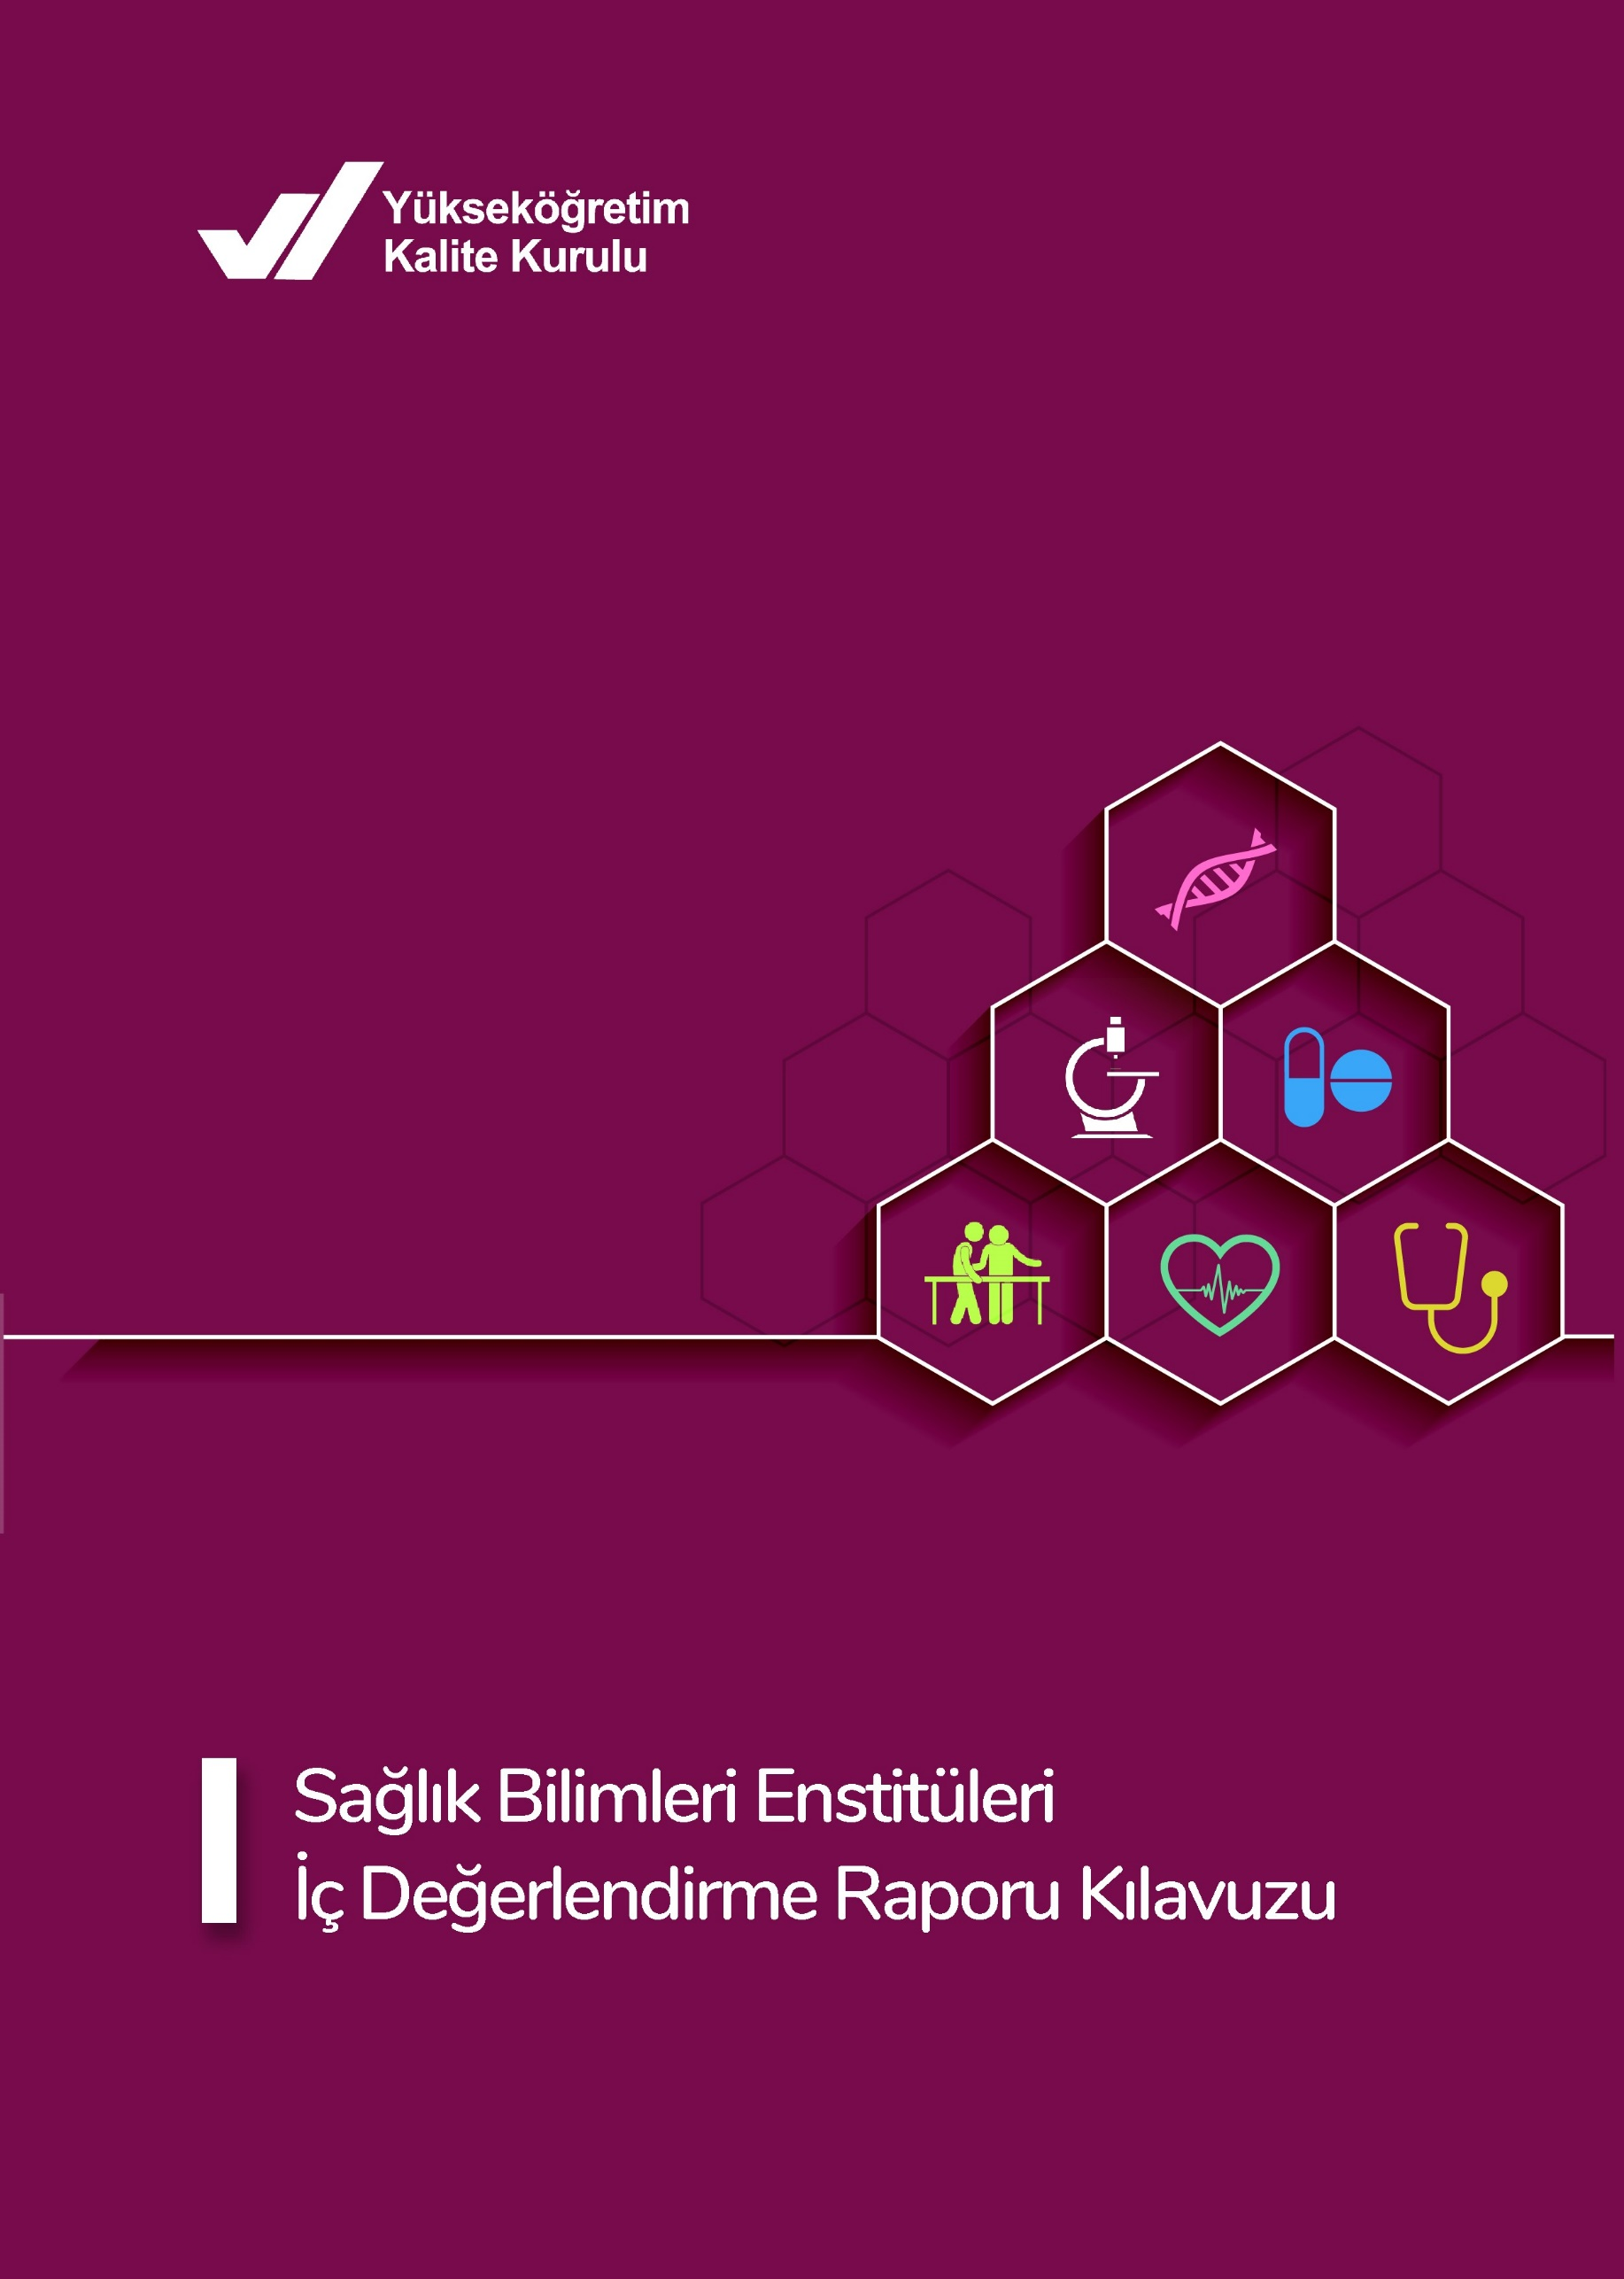 Yükseköğretim
Kalite Kurulu
Sağlık Bilimleri Enstitüleri
İç Değerlendirme Raporu Kılavuzu